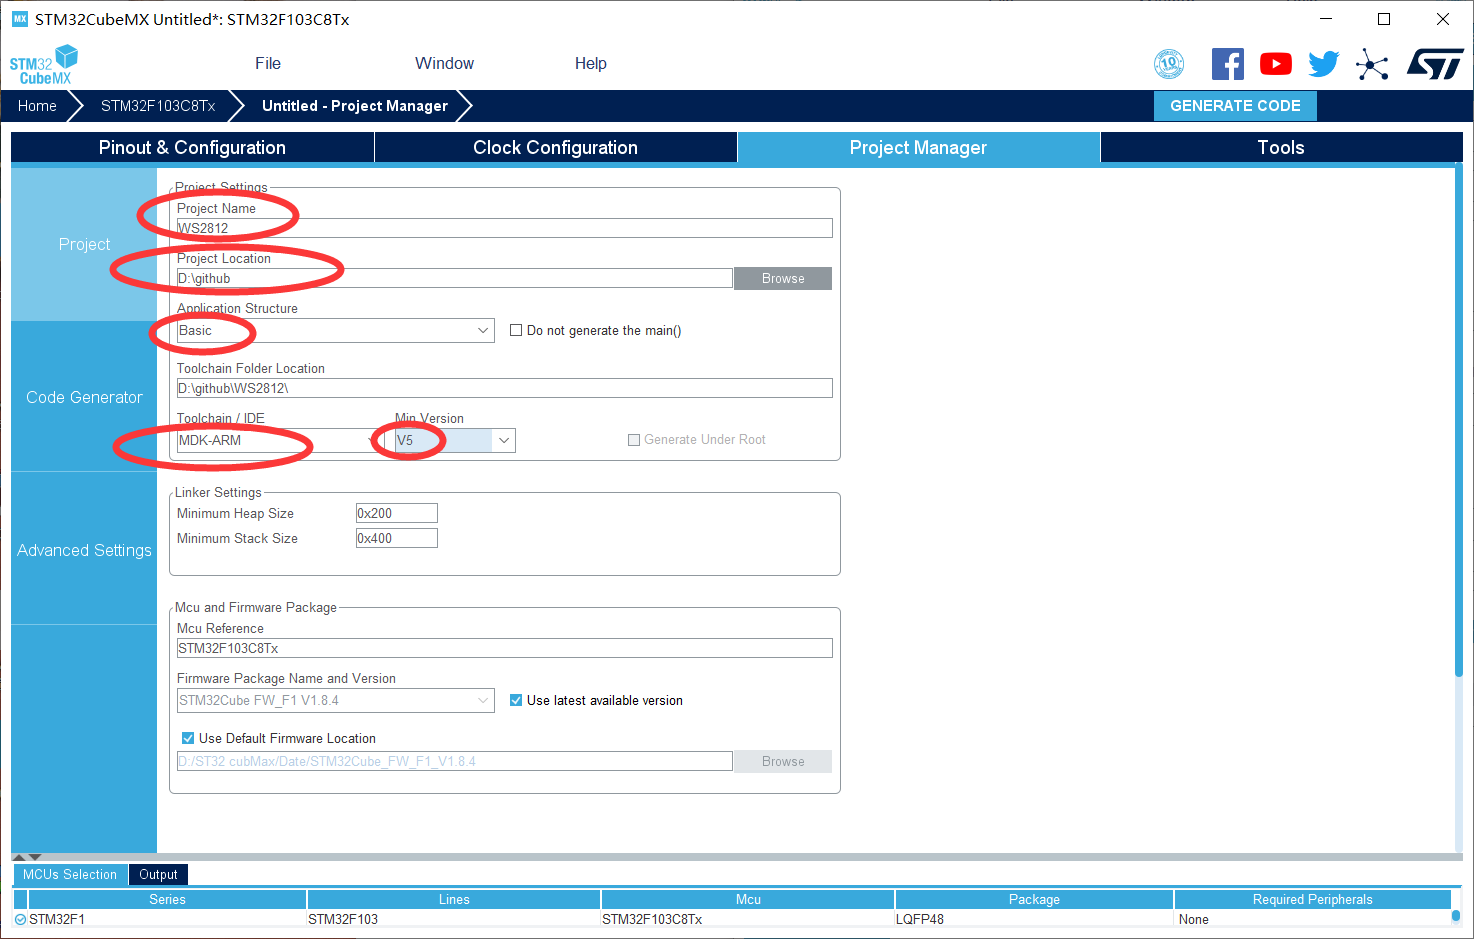 MX STM32CubeMX Untitled*: STM32F103C8Tx
STM32
CubeMX
File Window Help
10
Home STM32F103C8Tx Untitled - Project Manager GENERATE CODE
Pinout & Configuration Clock Configuration Project Manager Tools
Project
Code Generator
Advanced Settings
Project Settings
Project Name
WS2812
Project Location
D:\github Browse
Application Structure
Basic Do not generate the main()
Toolchain Folder Location
D:\github\WS2812\
Toolchain / IDE Min Version
MDK-ARM V5 Generate Under Root
Linker Settings
Minimum Heap Size 0x200
Minimum Stack Size 0x400
Mcu and Firmware Package
Mcu Reference
STM32F103C8Tx
Firmware Package Name and Version
STM32Cube FW_F1 V1.8.4 Use latest available version
Use Default Firmware Location
D:/ST32 cubMax/Date/STM32Cube_FW_F1_V1.8.4 Browse
MCUs Selection Output
Series Lines Mcu Package Required Peripherals
STM32F1 STM32F103 STM32F103C8Tx LQFP48 None